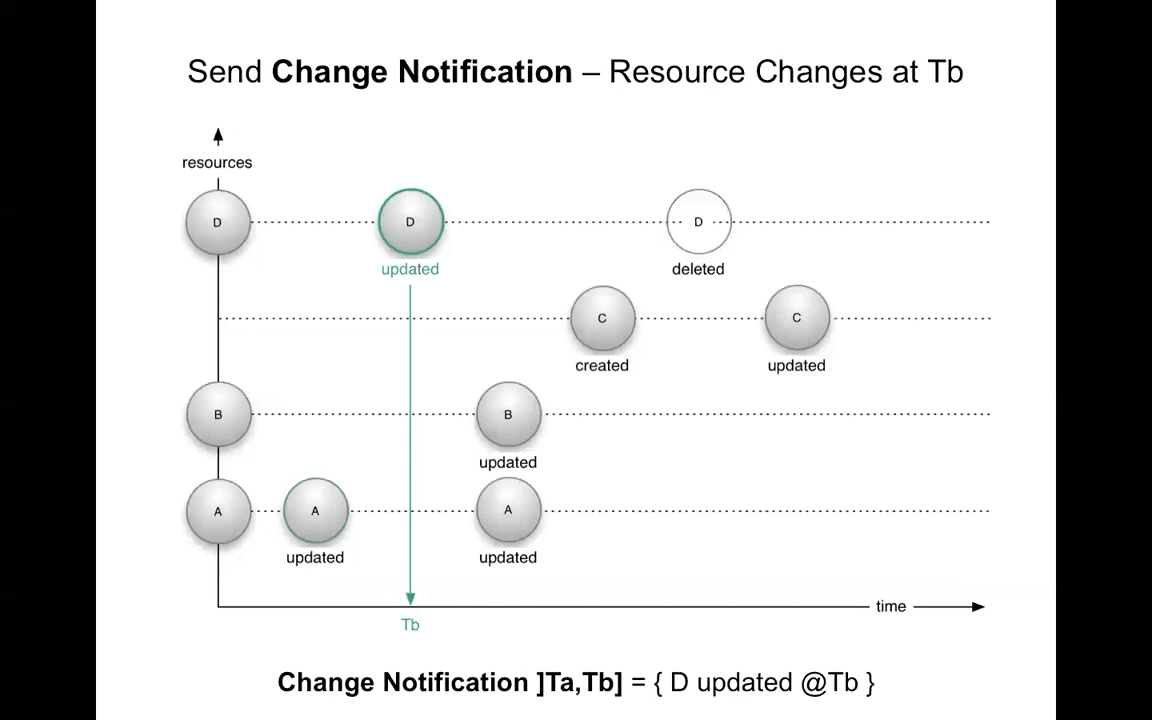 Send Change Notification – Resource Changes at Tb
resources
D D D
updated deleted
C C
created updated
B B
updated
A A A
updated updated
time
Tb
Change Notification ]Ta,Tb] = { D updated @Tb }